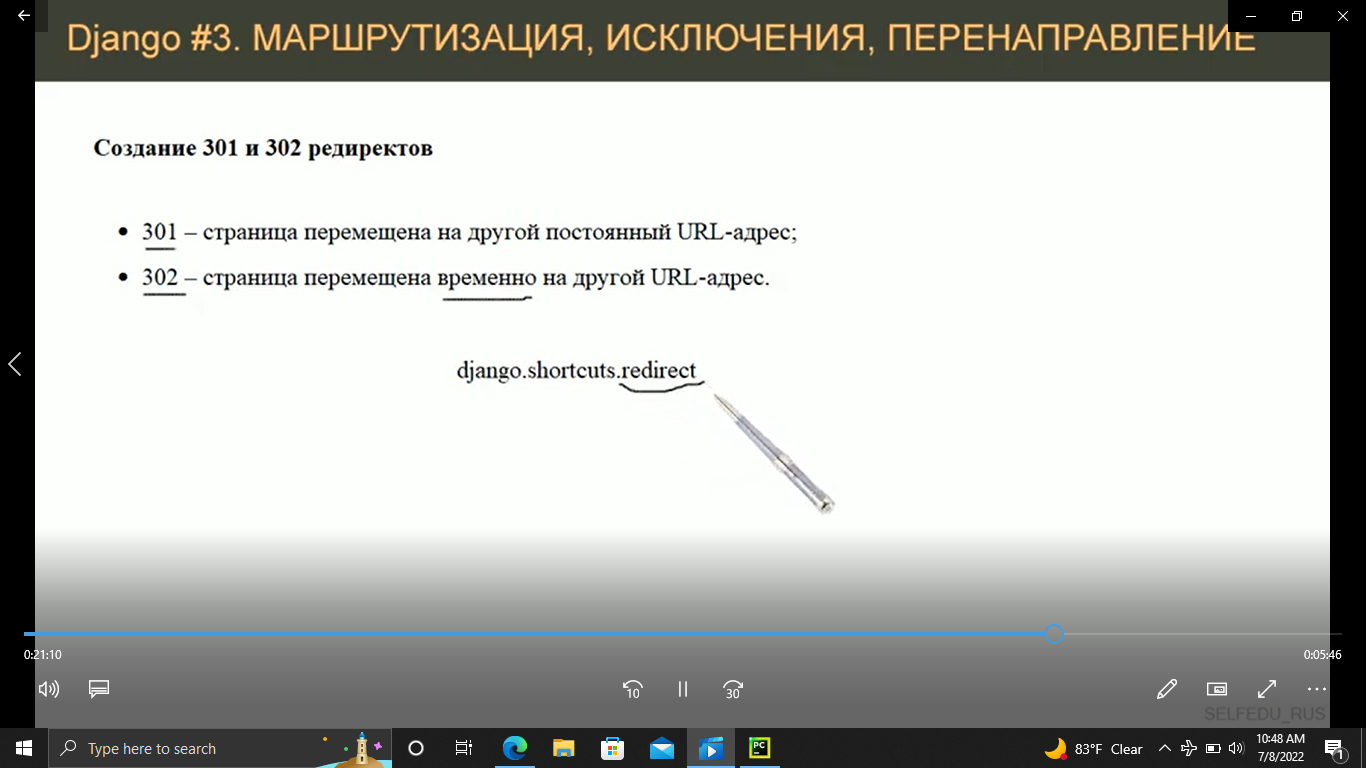 Django #3. МАРШРУТИЗАЦИЯ, ИСКЛЮЧЕНИЯ, ПЕРЕНАПРАВЛЕНИЕ
Создание 301 и 302 редиректов
• 301 – страница перемещена на другой постоянный URL-адрес;
• 302 – страница перемещена временно на другой URL-адрес.
django.shortcuts.redirect
0:21:10
0:05:46
10
30
SELFEDU_RUS
Type here to search
PC
83°F Clear
10:48 AM
7/8/2022
1